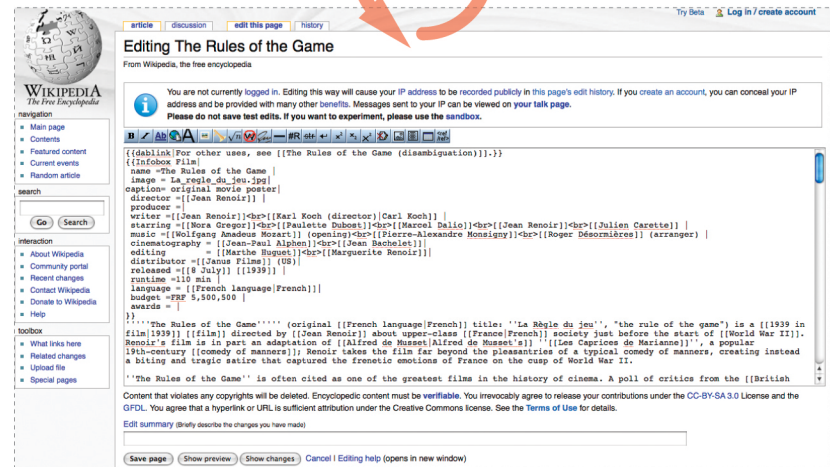 Try Beta Log in / create account
article discussion edit this page history
Editing The Rules of the Game
From Wikipedia, the free encyclopedia
WIKIPEDIA
The Free Encyclopedia
navigation
Main page
Contents
Featured content
Current events
Random article
search
Go Search
interaction
About Wikipedia
Community portal
Recent changes
Contact Wikipedia
Donate to Wikipedia
Help
toolbox
What links here
Related changes
Upload file
Special pages
You are not currently logged in. Editing this way will cause your IP address to be recorded publicly in this page's edit history. If you create an account, you can conceal your IP
address and be provided with many other benefits. Messages sent to your IP can be viewed on your talk page.
Please do not save test edits. If you want to experiment, please use the sandbox.
{{dablink|For other uses, see [[The Rules of the Game (disambiguation)]].}}
{{Infobox Film|
name =The Rules of the Game |
image = La_regle_du_jeu.jpg|
caption= original movie poster|
director =[[Jean Renoir]] |
producer =|
writer =[[Jean Renoir]]<br>[[Karl Koch (director)|Carl Koch]] |
starring =[[Nora Gregor]]<br>[[Paulette Dubost]]<br>[[Marcel Dalio]]<br>[[Jean Renoir]]<br>[[Julien Carette]] |
music =[[Wolfgang Amadeus Mozart]] (opening)<br>[[Pierre-Alexandre Monsigny]]<br>[[Roger Désormières]] (arranger) |
cinematography = [[Jean-Paul Alphen]]<br>[[Jean Bachelet]]|
editing = [[Marthe Huguet]]<br>[[Marguerite Renoir]]|
distributor =[[Janus Films]] (US)|
released =[[8 July]] [[1939]] |
runtime =110 min |
language = [[French language|French]]|
budget =FRF 5,500,500 |
awards = |
}}
'''''The Rules of the Game''''' (original [[French language|French]] title: ''La Règle du jeu'', "the rule of the game") is a [[1939 in
film|1939]] [[film]] directed by [[Jean Renoir]] about upper-class [[France|French]] society just before the start of [[World War II]].
Renoir's film is in part an adaptation of [[Alfred de Musset|Alfred de Musset's]] ''[[Les Caprices de Marianne]]'', a popular
19th-century [[comedy of manners]]; Renoir takes the film far beyond the pleasantries of a typical comedy of manners, creating instead
a biting and tragic satire that captured the frenetic emotions of France on the cusp of World War II.
''The Rules of the Game'' is often cited as one of the greatest films in the history of cinema. A poll of critics from the [[British
Content that violates any copyrights will be deleted. Encyclopedic content must be verifiable. You irrevocably agree to release your contributions under the CC-BY-SA 3.0 License and the
GFDL. You agree that a hyperlink or URL is sufficient attribution under the Creative Commons license. See the Terms of Use for details.
Edit summary (Briefly describe the changes you have made)
Save page Show preview Show changes Cancel | Editing help (opens in new window)